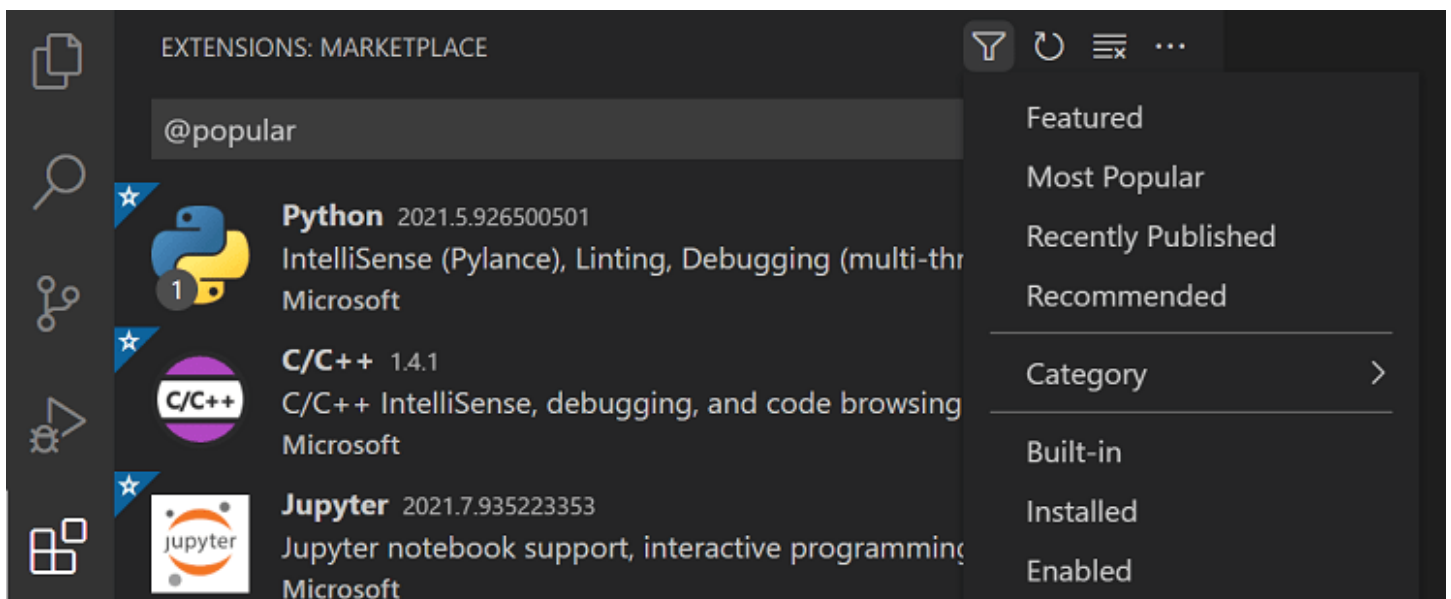 EXTENSIONS: MARKETPLACE
@popular
Python 2021.5.926500501
IntelliSense (Pylance), Linting, Debugging (multi-thr
Microsoft
1
C/C++ 1.4.1
C/C++ IntelliSense, debugging, and code browsing
Microsoft
C/C++
Jupyter 2021.7.935223353
Jupyter notebook support, interactive programming
Microsoft
jupyter
Featured
Most Popular
Recently Published
Recommended
Category
Built-in
Installed
Enabled